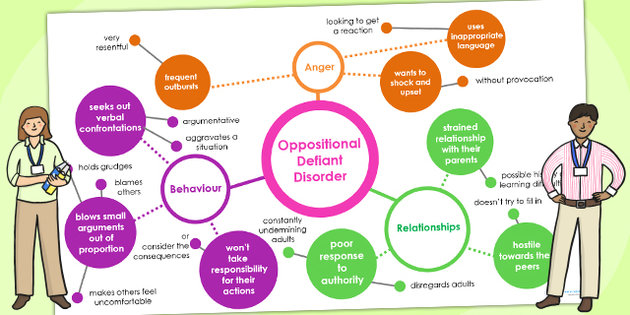 looking to get
a reaction
uses
inappropriate
language
very
resentful
Anger
frequent
outbursts
wants to
shock and
upset
without provocation
seeks out
verbal
confrontations
argumentative
aggravates a
situation
Oppositional
Defiant
Disorder
strained
relationship
with their
parents
holds grudges
blames
others
Behaviour
possible
learning
doesn't try to fill in
blows small
arguments
out of
proportion
or
consider the
consequences
constantly
undermining
adults
Relationships
won't
take
responsibility
for their
actions
poor
response
to
authority
hostile
towards the
peers
disregards adults
makes others feel
uncomfortable